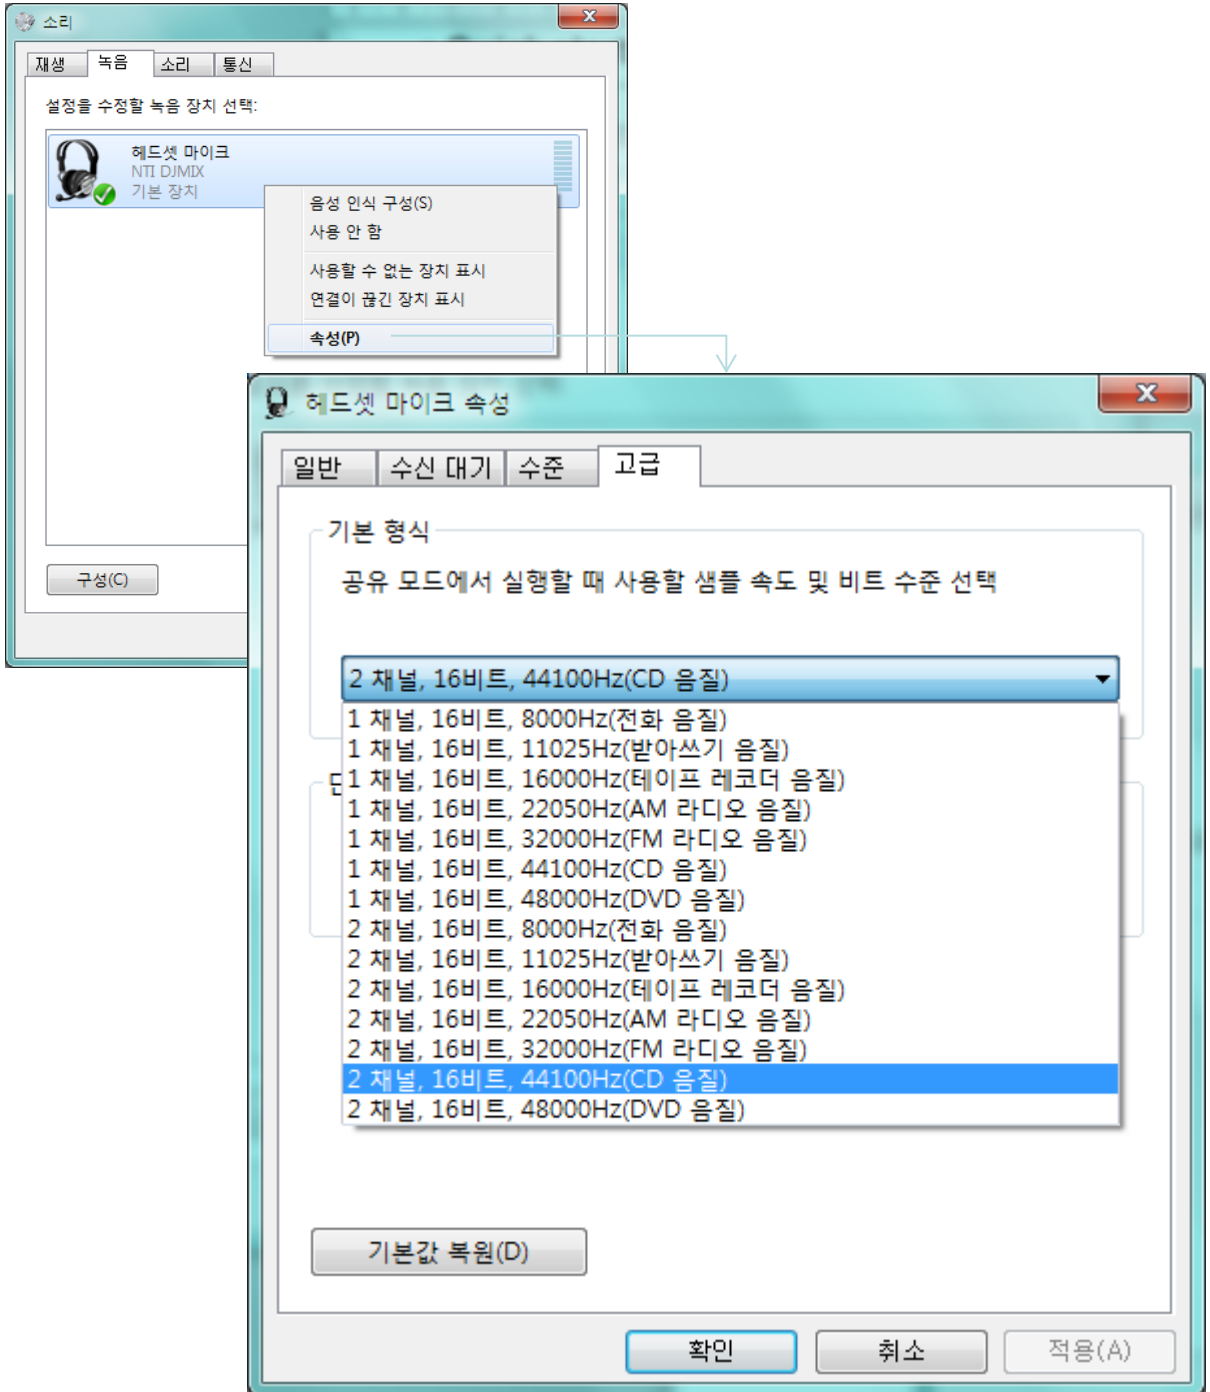 소리
재생 녹음 소리 통신
설정을 수정할 녹음 장치 선택:
헤드셋 마이크
NTI DJMIX
기본 장치
음성 인식 구성(S)
사용 안 함
사용할 수 없는 장치 표시
연결이 끊긴 장치 표시
속성(P)
구성(C)
헤드셋 마이크 속성
일반 수신 대기 수준 고급
기본 형식
공유 모드에서 실행할 때 사용할 샘플 속도 및 비트 수준 선택
2 채널, 16비트, 44100Hz(CD 음질)
1 채널, 16비트, 8000Hz(전화 음질)
1 채널, 16비트, 11025Hz(받아쓰기 음질)
1 채널, 16비트, 16000Hz(테이프 레코더 음질)
1 채널, 16비트, 22050Hz(AM 라디오 음질)
1 채널, 16비트, 32000Hz(FM 라디오 음질)
1 채널, 16비트, 44100Hz(CD 음질)
1 채널, 16비트, 48000Hz(DVD 음질)
2 채널, 16비트, 8000Hz(전화 음질)
2 채널, 16비트, 11025Hz(받아쓰기 음질)
2 채널, 16비트, 16000Hz(테이프 레코더 음질)
2 채널, 16비트, 22050Hz(AM 라디오 음질)
2 채널, 16비트, 32000Hz(FM 라디오 음질)
2 채널, 16비트, 44100Hz(CD 음질)
2 채널, 16비트, 48000Hz(DVD 음질)
기본값 복원(D)
확인 취소 적용(A)